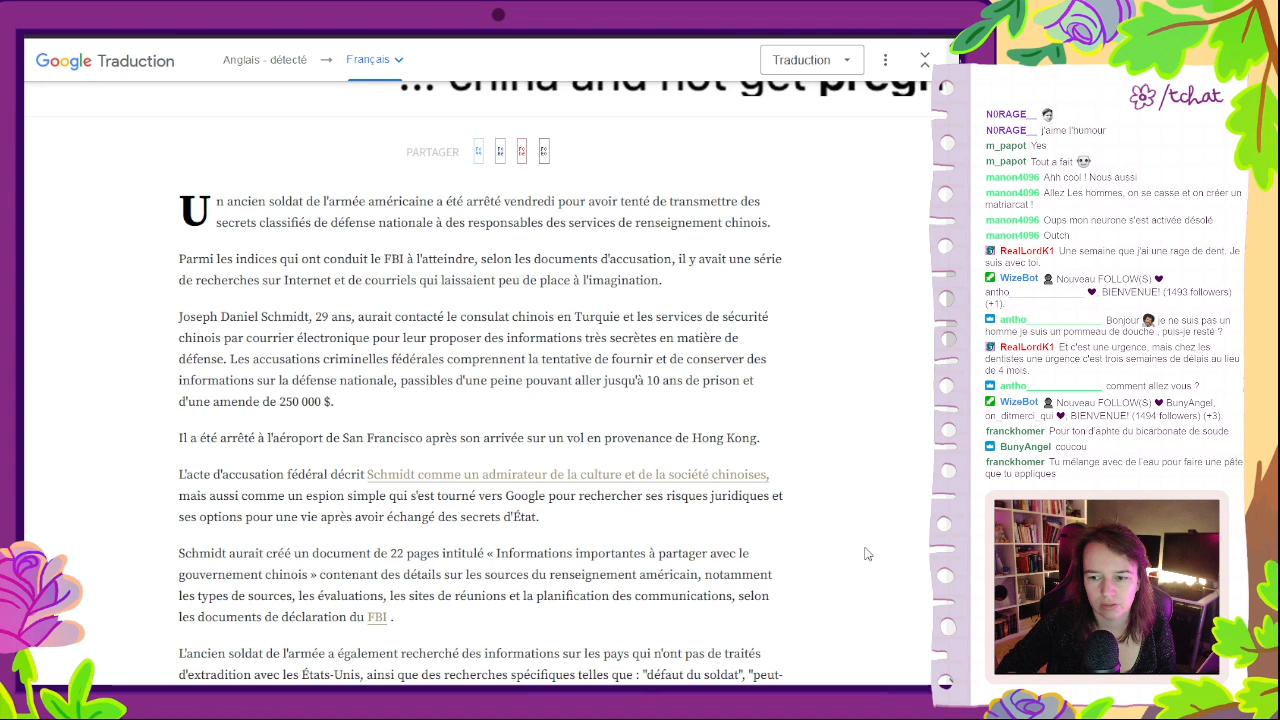 Google Traduction
Anglais – détecté → Français
Traduction
... china and not get
PARTAGER
Un ancien soldat de l'armée américaine a été arrêté vendredi pour avoir tenté de transmettre des
secrets classifiés de défense nationale à des responsables des services de renseignement chinois.
Parmi les indices qui ont conduit le FBI à l'atteindre, selon les documents d'accusation, il y avait une série
de recherches sur Internet et de courriels qui laissaient peu de place à l'imagination.
Joseph Daniel Schmidt, 29 ans, aurait contacté le consulat chinois en Turquie et les services de sécurité
chinois par courrier électronique pour leur proposer des informations très secrètes en matière de
défense. Les accusations criminelles fédérales comprennent la tentative de fournir et de conserver des
informations sur la défense nationale, passibles d'une peine pouvant aller jusqu'à 10 ans de prison et
d'une amende de 250 000 $.
Il a été arrêté à l'aéroport de San Francisco après son arrivée sur un vol en provenance de Hong Kong.
L'acte d'accusation fédéral décrit Schmidt comme un admirateur de la culture et de la société chinoises,
mais aussi comme un espion simple qui s'est tourné vers Google pour rechercher ses risques juridiques et
ses options pour une vie après avoir échangé des secrets d'État.
Schmidt aurait créé un document de 22 pages intitulé « Informations importantes à partager avec le
gouvernement chinois » contenant des détails sur les sources du renseignement américain, notamment
les types de sources, les évaluations, les sites de réunions et la planification des communications, selon
les documents de déclaration du FBI .
L'ancien soldat de l'armée a également recherché des informations sur les pays qui n'ont pas de traités
d'extradition avec les États-Unis, ainsi que des recherches spécifiques telles que : "défaut du soldat", "peut-
/tchat
N0RAGE__
N0RAGE__ j'aime l'humour
m_papot Yes
m_papot Tout a fait
manon4096 Ahh cool ! Nous aussi
manon4096 Allez Les hommes, on se casse et on créer un
matriarcat !
manon4096 Oups mon neurone s'est activée désolé
manon4096 Outch
RealLordK1 Une semaine que j'ai une rage de dent. Je
suis avec toi.
WizeBot Nouveau FOLLOW(S) ♥
antho________________ ♥, BIENVENUE! (1493 followers)
(+1).
antho________________ Bonjour je ne suis pas un
homme je suis un pommeau de douche , puis-je resté ?
RealLordK1 Et c'est une urgence, mais chez les
dentistes une urgence c'est trois semaines de délais au lieu
de 4 mois.
antho________________ comment allez vous ?
WizeBot Nouveau FOLLOW(S) ♥ BunyAngel,
on_ditmerci_qui ♥, BIENVENUE! (1494 followers) (+3).
franckhomer Pour ton d'aphte du bicarbonate de soude
BunyAngel coucou
franckhomer Tu mélange avec de l'eau pour faire une pâte
que tu appliques